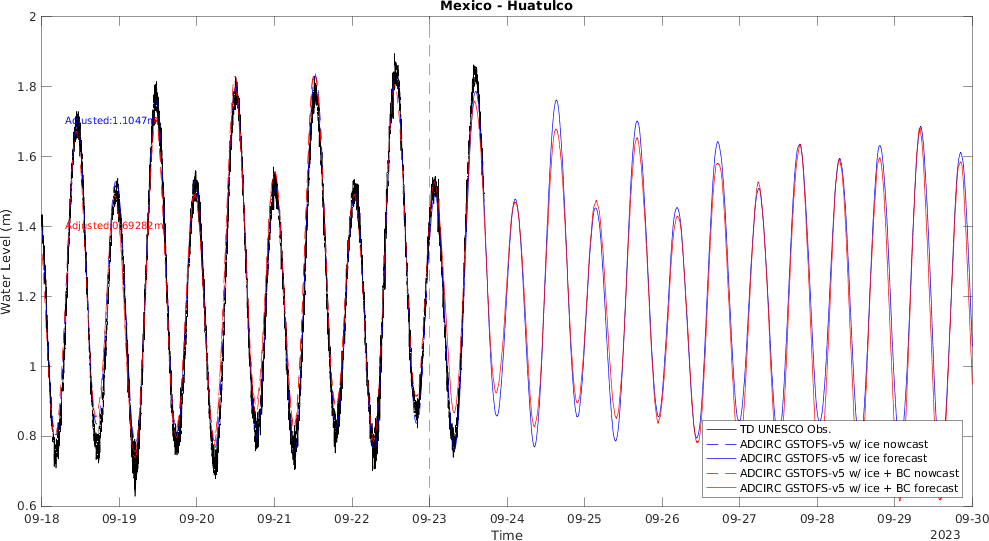 Mexico - Huatulco
2
1.8
1.6
1.4
1.2
1
0.8
0.6
Water Level (m)
Adjusted:1.1047m
Adjusted:0.69282m
TD UNESCO Obs.
ADCIRC GSTOFS-v5 w/ ice nowcast
ADCIRC GSTOFS-v5 w/ ice forecast
ADCIRC GSTOFS-v5 w/ ice + BC nowcast
ADCIRC GSTOFS-v5 w/ ice + BC forecast
09-18 09-19 09-20 09-21 09-22 09-23 09-24 09-25 09-26 09-27 09-28 09-29 09-30
Time
2023